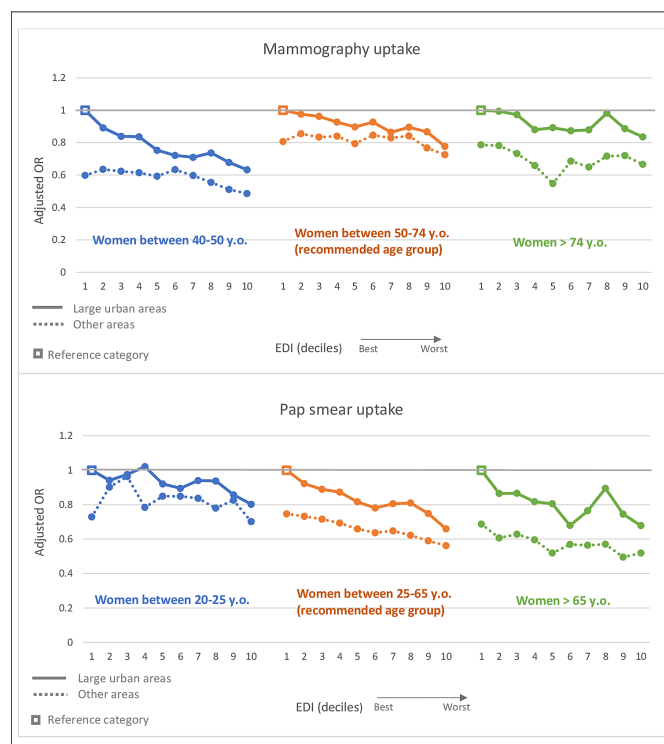 Mammography uptake
1.2
1
0.8
0.6
0.4
0.2
0
Adjusted OR
Women between 40-50 y.o.
Women between 50-74 y.o.
(recommended age group)
Women > 74 y.o.
1 2 3 4 5 6 7 8 9 10 1 2 3 4 5 6 7 8 9 10 1 2 3 4 5 6 7 8 9 10
Large urban areas
Other areas
Reference category
EDI (deciles)
Best Worst
Pap smear uptake
1.2
1
0.8
0.6
0.4
0.2
0
Adjusted OR
Women between 20-25 y.o.
Women between 25-65 y.o.
(recommended age group)
Women > 65 y.o.
1 2 3 4 5 6 7 8 9 10 1 2 3 4 5 6 7 8 9 10 1 2 3 4 5 6 7 8 9 10
Large urban areas
Other areas
Reference category
EDI (deciles)
Best Worst